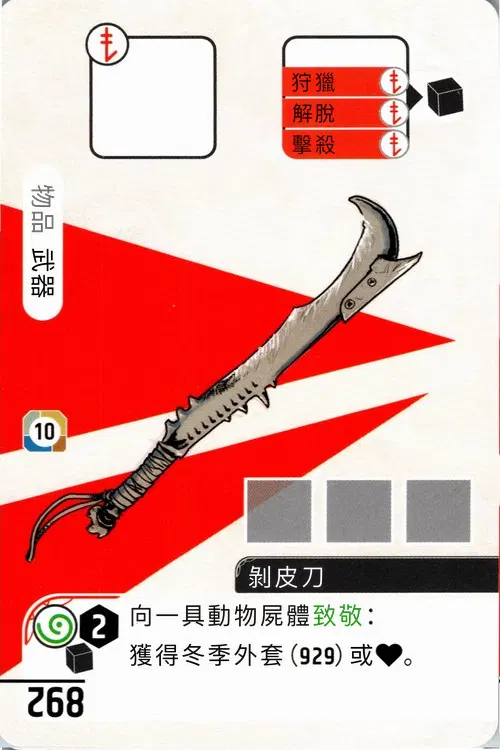 狩獵
解脫
擊殺
物品 武器
10
剝皮刀
2
向一具動物屍體致敬：
獲得冬季外套(929)或♥。
268